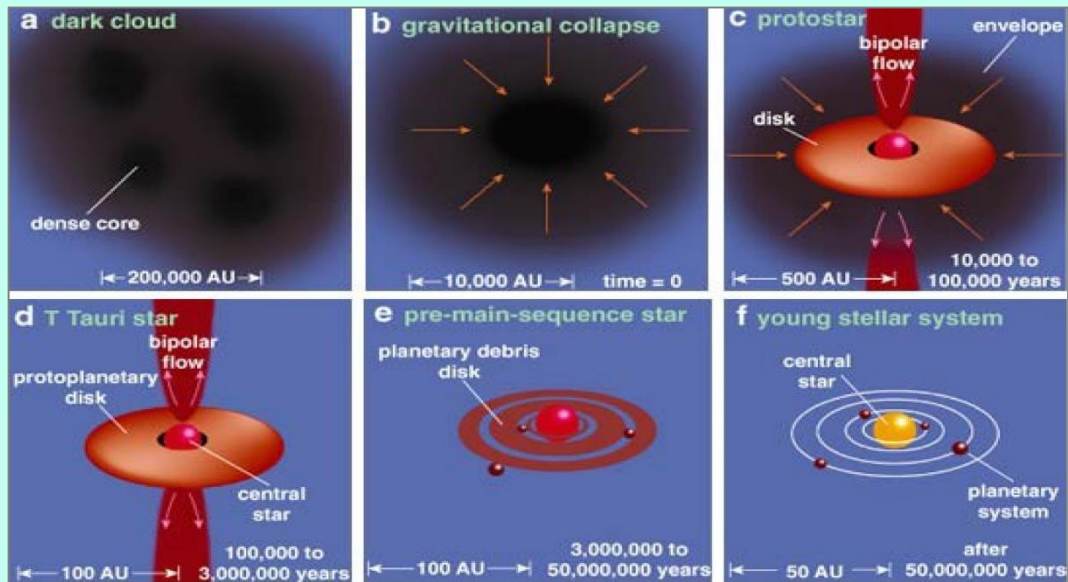 a dark cloud
dense core
200,000 AU
b gravitational collapse
10,000 AU
time = 0
c protostar
bipolar
flow
envelope
disk
500 AU
10,000 to
100,000 years
d T Tauri star
bipolar
flow
protoplanetary
disk
central
star
100 AU
100,000 to
3,000,000 years
e pre-main-sequence star
planetary debris
disk
100 AU
3,000,000 to
50,000,000 years
f young stellar system
central
star
planetary
system
50 AU
after
50,000,000 years